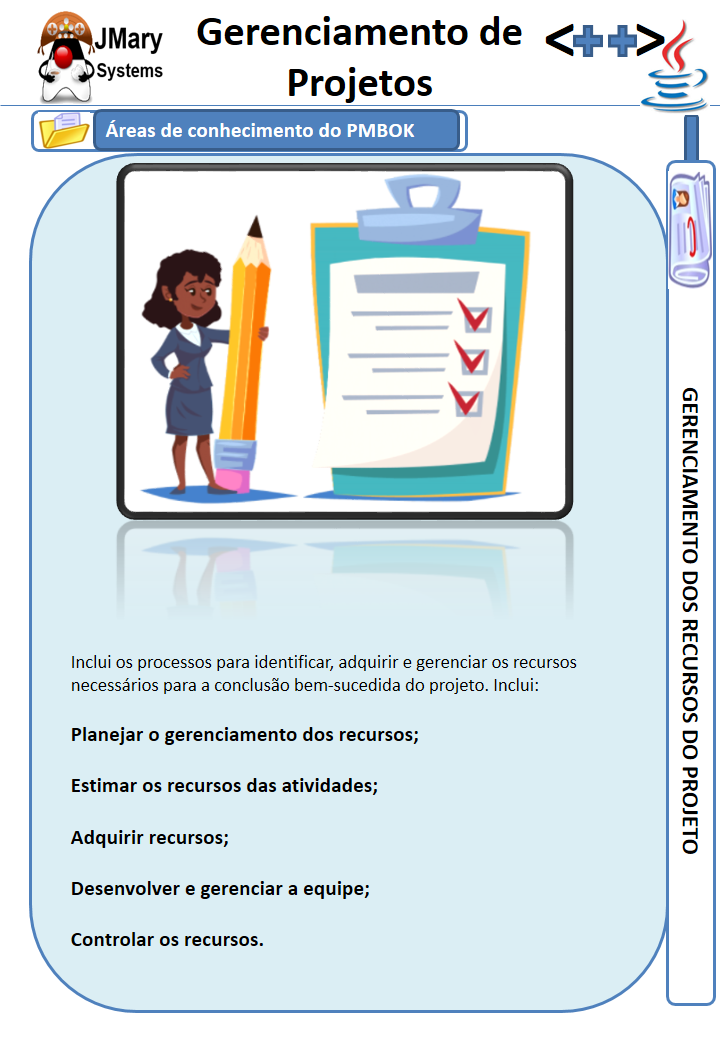 JMary
Systems
Gerenciamento de
Projetos
<++>
Áreas de conhecimento do PMBOK
GERENCIAMENTO DOS RECURSOS DO PROJETO
Inclui os processos para identificar, adquirir e gerenciar os recursos
necessários para a conclusão bem-sucedida do projeto. Inclui:
Planejar o gerenciamento dos recursos;
Estimar os recursos das atividades;
Adquirir recursos;
Desenvolver e gerenciar a equipe;
Controlar os recursos.